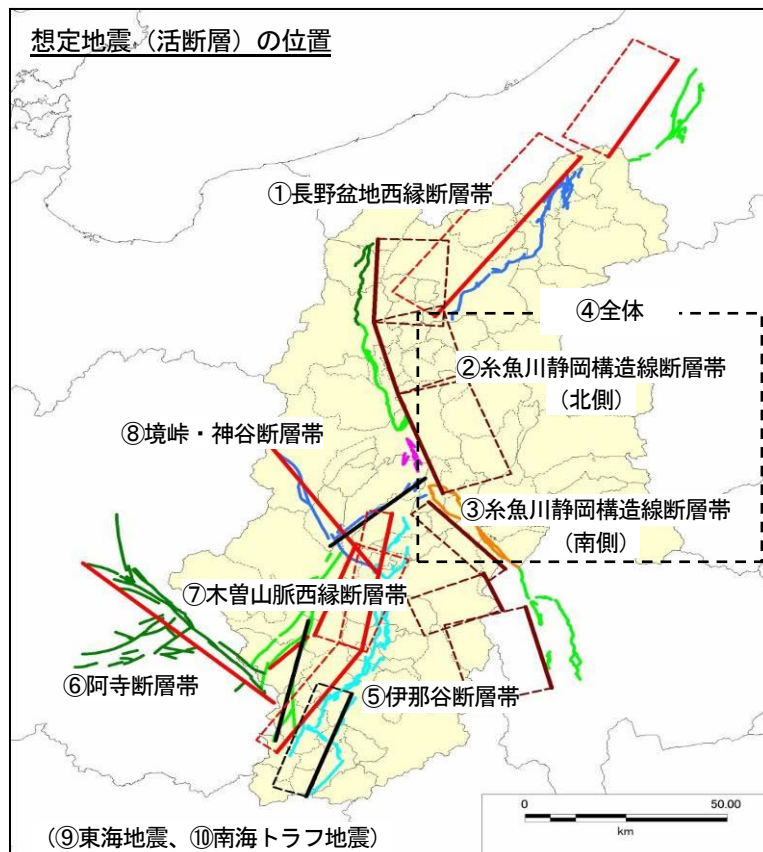 想定地震(活断層)の位置
①長野盆地西縁断層帯
④全体
②糸魚川静岡構造線断層帯
(北側)
⑧境峠・神谷断層帯
③糸魚川静岡構造線断層帯
(南側)
⑦木曽山脈西縁断層帯
⑥阿寺断層帯
⑤伊那谷断層帯
0 50.00
km
(⑨東海地震、⑩南海トラフ地震)